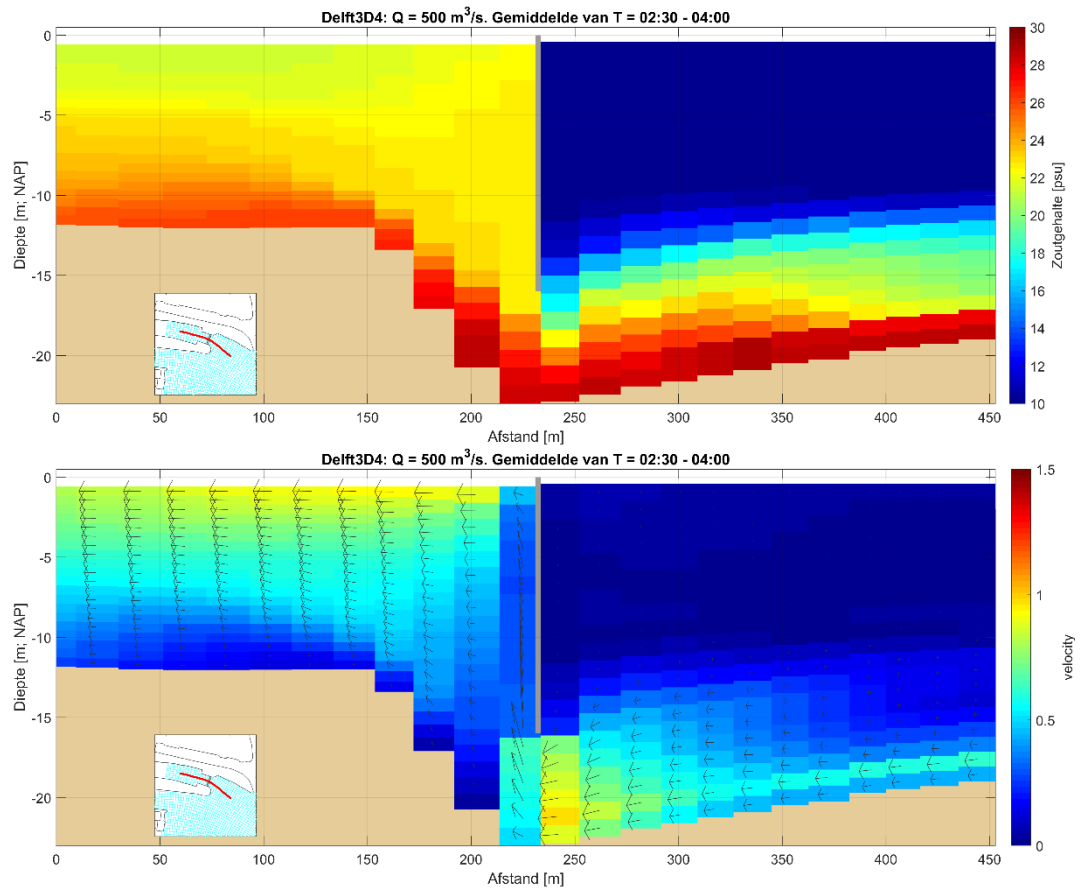 Delft3D4: Q = 500 m³/s. Gemiddelde van T = 02:30 - 04:00
0
-5
-10
-15
-20
Diepte [m; NAP]
0 50 100 150 200 250 300 350 400 450
Afstand [m]
30
28
26
24
22
20
18
16
14
12
10
Zoutgehalte [psu]
Delft3D4: Q = 500 m³/s. Gemiddelde van T = 02:30 - 04:00
0
-5
-10
-15
-20
Diepte [m; NAP]
0 50 100 150 200 250 300 350 400 450
Afstand [m]
1.5
1
0.5
0
velocity